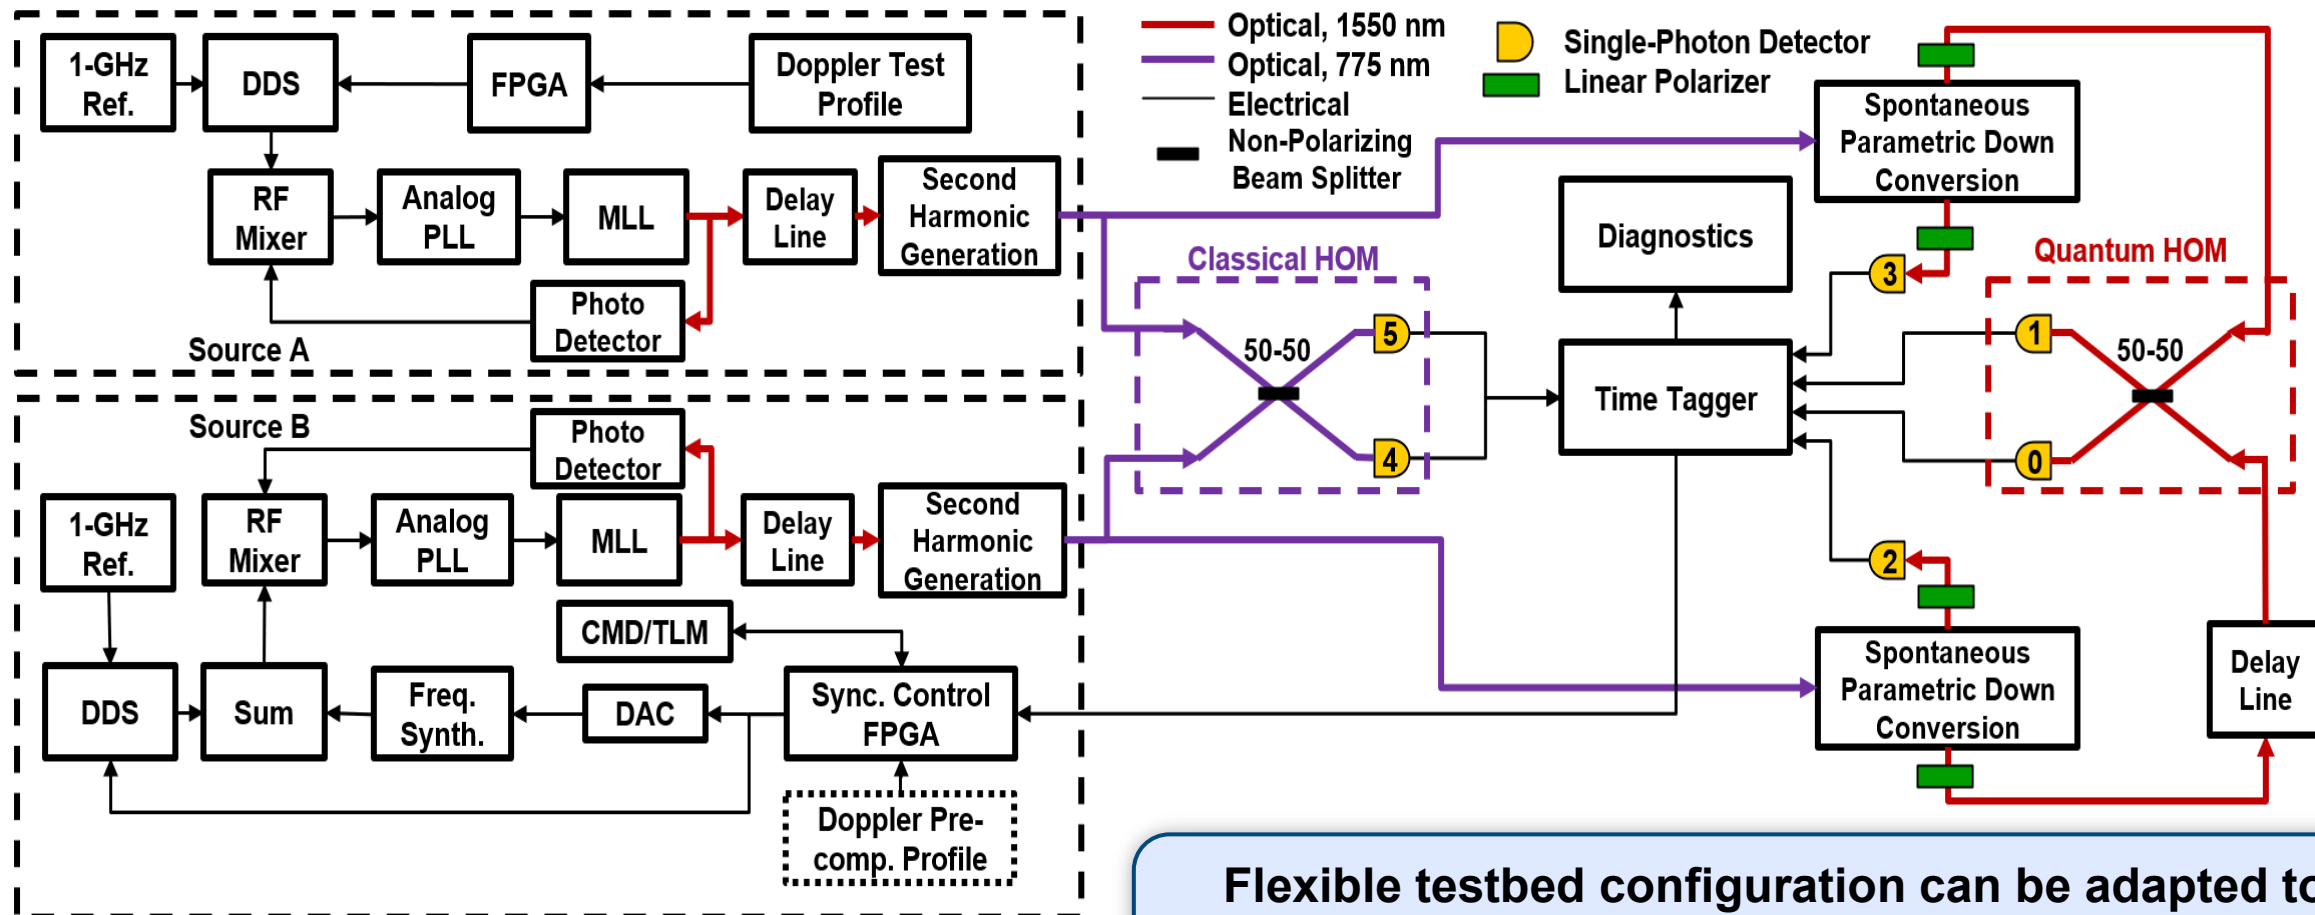 1-GHz
Ref.
DDS
FPGA
Doppler Test
Profile
RF
Mixer
Analog
PLL
MLL
Delay
Line
Second
Harmonic
Generation
Photo
Detector
Source A
Optical, 1550 nm
Optical, 775 nm
Electrical
Non-Polarizing
Beam Splitter
Single-Photon Detector
Linear Polarizer
Spontaneous
Parametric Down
Conversion
Diagnostics
Classical HOM
50-50
5
4
Time Tagger
3
Quantum HOM
1
50-50
0
2
Source B
Photo
Detector
1-GHz
Ref.
RF
Mixer
Analog
PLL
MLL
Delay
Line
Second
Harmonic
Generation
CMD/TLM
DDS
Sum
Freq.
Synth.
DAC
Sync. Control
FPGA
Doppler Pre-
comp. Profile
Spontaneous
Parametric Down
Conversion
Delay
Line
Flexible testbed configuration can be adapted to